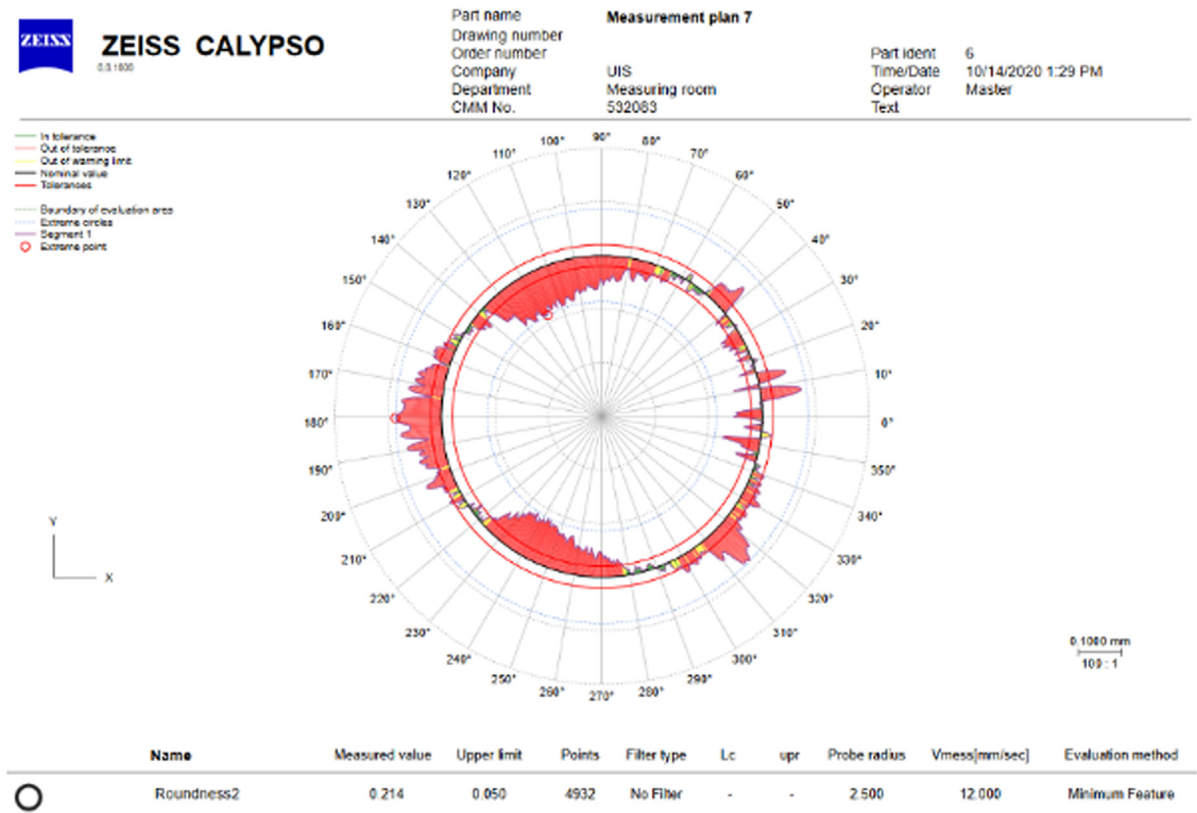 ZEISS
ZEISS CALYPSO
Part name Measurement plan 7
Drawing number
Order number
Company UIS
Department Measuring room
CMM No. 532083
Part ident 6
Time/Date 10/14/2020 1:29 PM
Operator Master
Text
In tolerance
Out of tolerance
Out of warning limit
Nominal value
Tolerances
Boundary of evaluation area
Extreme circles
Segment 1
Extreme point
90°
100° 80°
110° 70°
120° 60°
130° 50°
140° 40°
150° 30°
160° 20°
170° 10°
180° 0°
190° 350°
200° 340°
210° 330°
220° 320°
230° 310°
240° 300°
250° 290°
260° 280°
270°
Y
X
0.1000 mm
100 : 1
Name Measured value Upper limit Points Filter type Lc upr Probe radius Vmess[mm/sec] Evaluation method
Roundness2 0.214 0.050 4932 No Filter - - 2.500 12.000 Minimum Feature